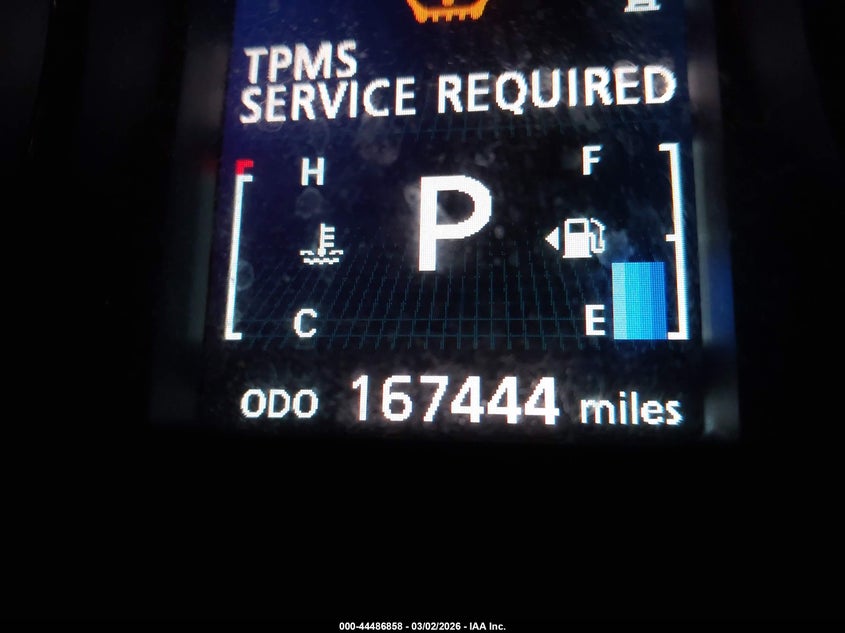 TPMS
SERVICE REQUIRED
H
F
P
C
E
ODO 167444 miles
000-44486858 - 03/02/2026 - IAA Inc.